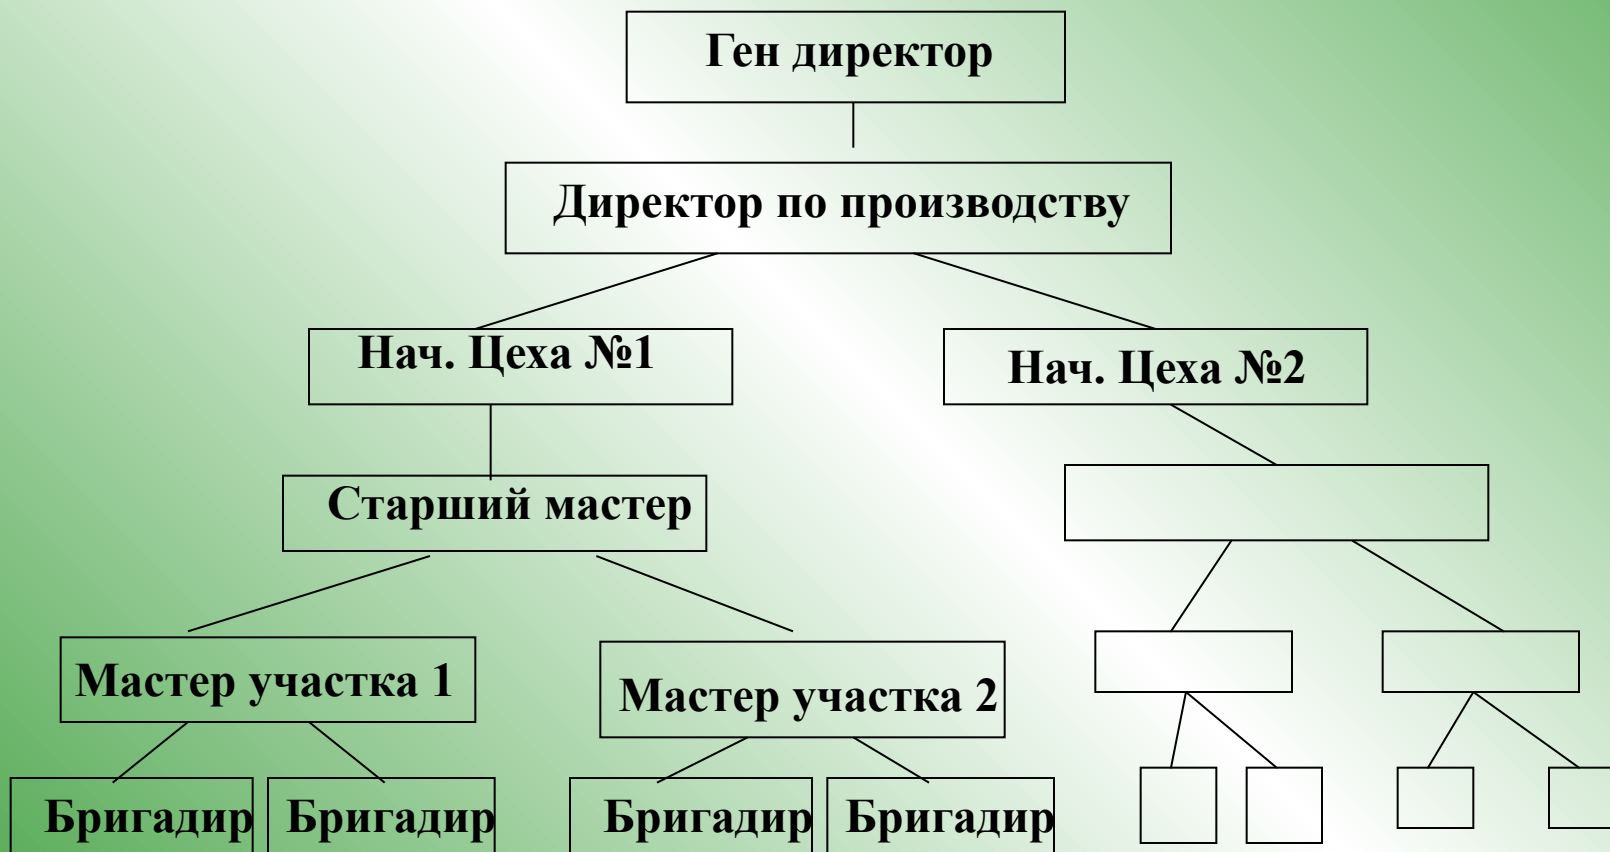 Ген директор
Директор по производству
Нач. Цеха №1
Нач. Цеха №2
Старший мастер
Мастер участка 1
Мастер участка 2
Бригадир
Бригадир
Бригадир
Бригадир